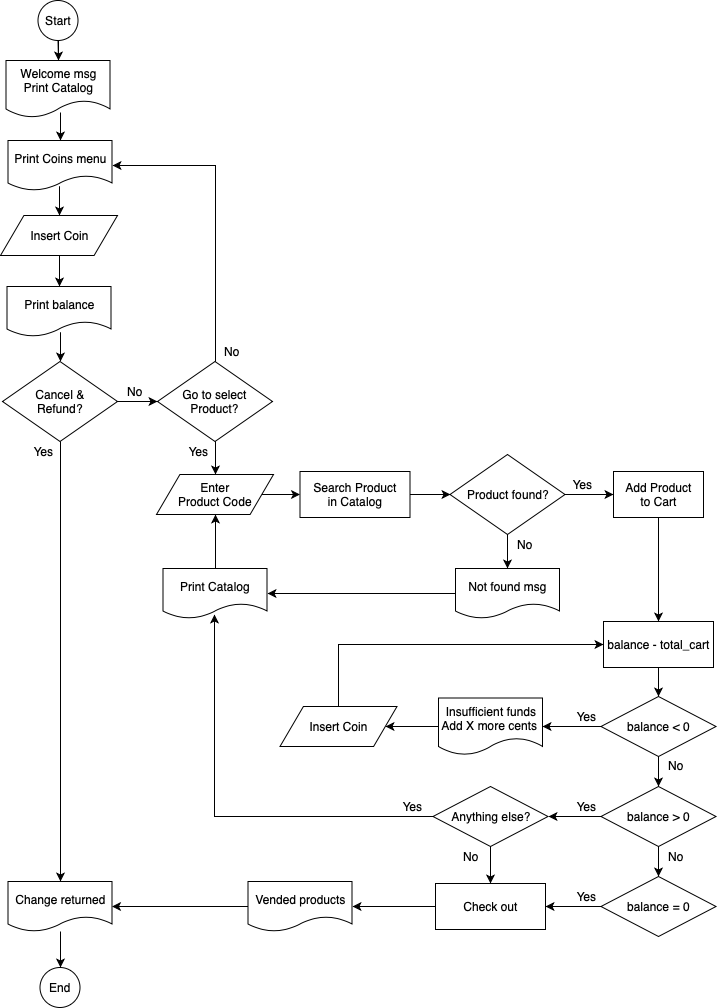 Start
Welcome msg
Print Catalog
Print Coins menu
Insert Coin
Print balance
No
Cancel &
Refund?
No
Go to select
Product?
Yes
Yes
Enter
Product Code
Search Product
in Catalog
Product found?
Yes
Add Product
to Cart
No
Print Catalog
Not found msg
balance - total_cart
Insert Coin
Insufficient funds
Add X more cents
Yes
balance < 0
No
Yes
Anything else?
Yes
balance > 0
No
No
Change returned
Vended products
Check out
Yes
balance = 0
End